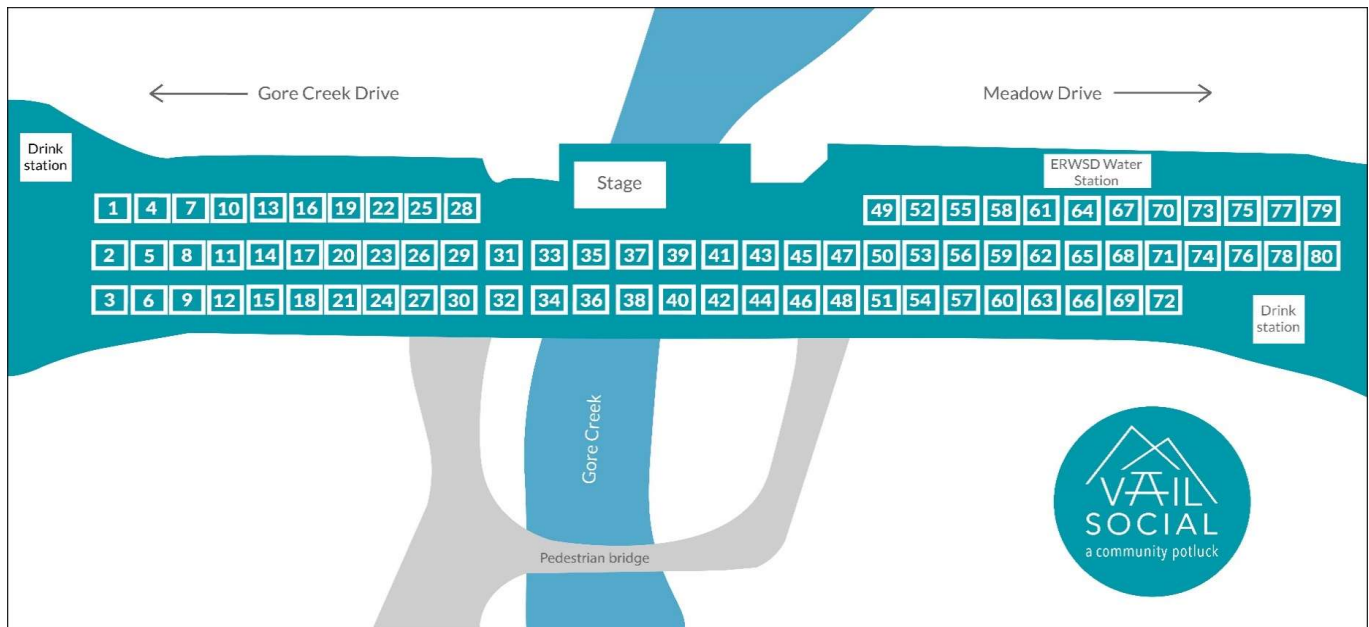 Gore Creek Drive
Meadow Drive
Drink
station
Stage
ERWSD Water
Station
1 4 7 10 13 16 19 22 25 28 49 52 55 58 61 64 67 70 73 75 77 79
2 5 8 11 14 17 20 23 26 29 31 33 35 37 39 41 43 45 47 50 53 56 59 62 65 68 71 74 76 78 80
3 6 9 12 15 18 21 24 27 30 32 34 36 38 40 42 44 46 48 51 54 57 60 63 66 69 72
Drink
station
Gore Creek
Pedestrian bridge
VAIL
SOCIAL
a community potluck